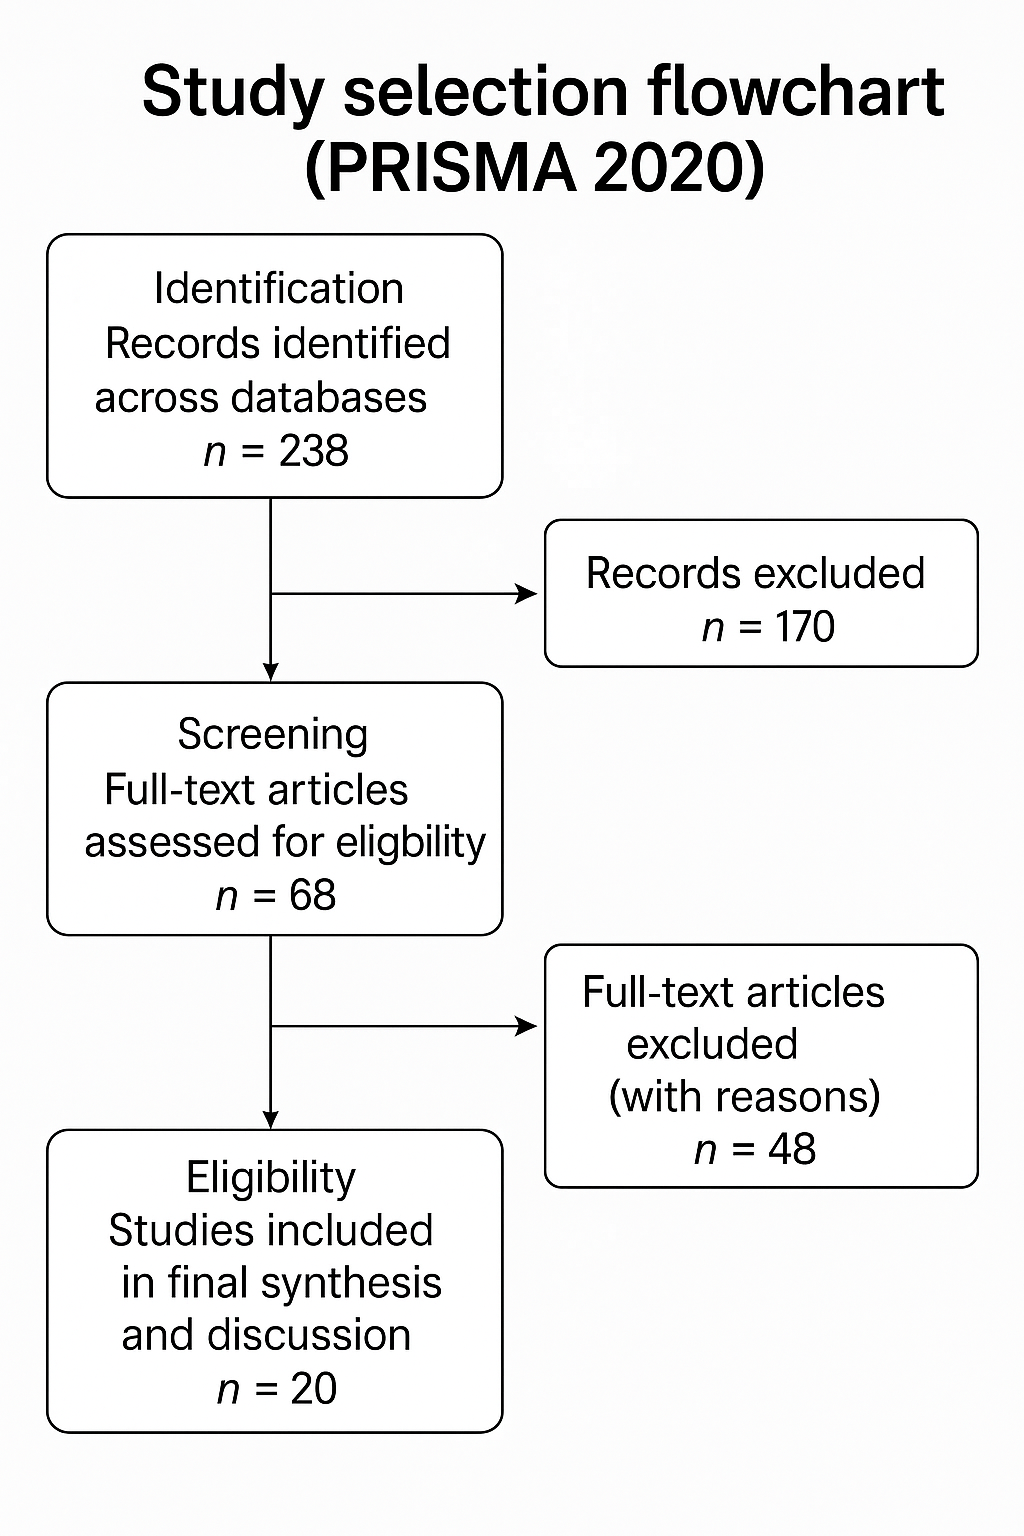 Study selection flowchart
(PRISMA 2020)
Identification
Records identified
across databases
n = 238
Records excluded
n = 170
Screening
Full-text articles
assessed for eligbility
n = 68
Full-text articles
excluded
(with reasons)
n = 48
Eligibility
Studies included
in final synthesis
and discussion
n = 20